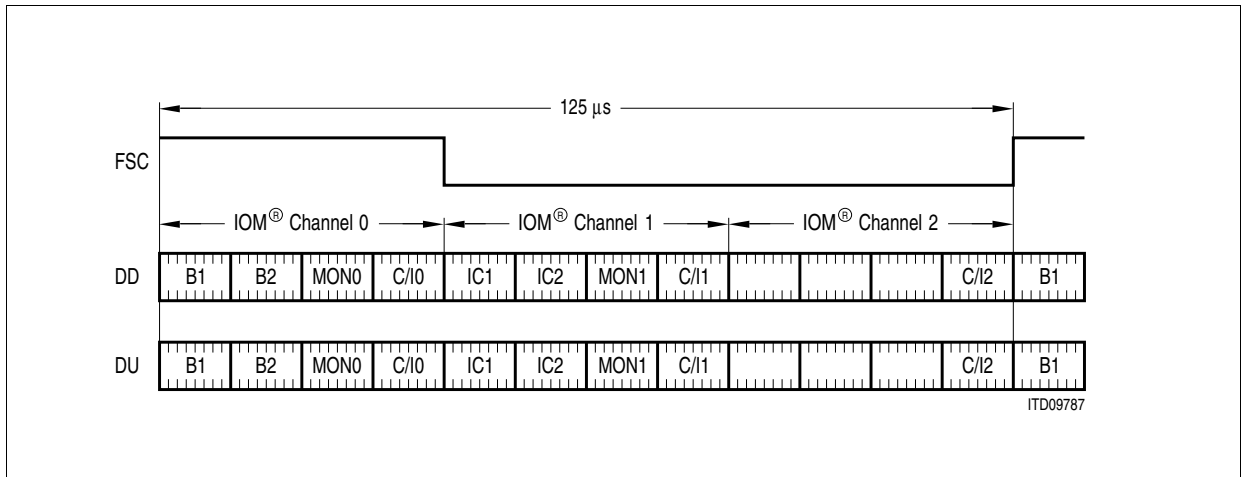 125 µs
FSC
IOM® Channel 0 IOM® Channel 1 IOM® Channel 2
DD B1 B2 MON0 C/I0 IC1 IC2 MON1 C/I1 C/I2 B1
DU B1 B2 MON0 C/I0 IC1 IC2 MON1 C/I1 C/I2 B1
ITD09787